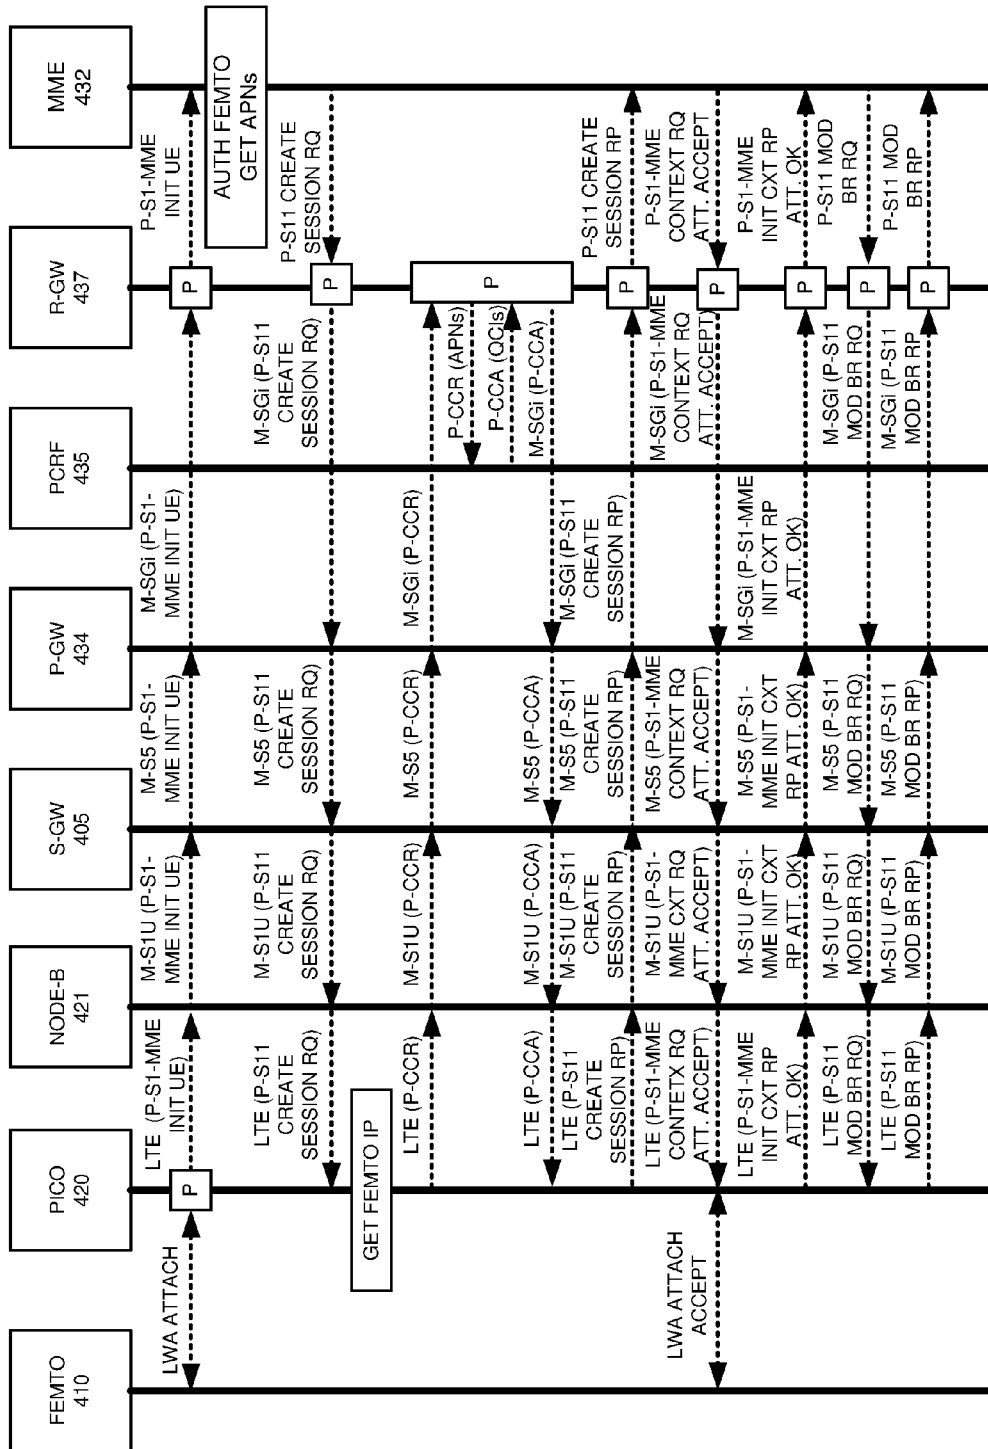 FEMTO
410
PICO
420
NODE-B
421
S-GW
405
P-GW
434
PCRF
435
R-GW
437
MME
432
LWA ATTACH
P
LTE (P-S1-MME
INIT UE)
M-S1U (P-S1-
MME INIT UE)
M-S5 (P-S1-
MME INIT UE)
M-SGi (P-S1-
MME INIT UE)
P
P-S1-MME
INIT UE
AUTH FEMTO
GET APNs
LTE (P-S11
CREATE
SESSION RQ)
M-S1U (P-S11
CREATE
SESSION RQ)
M-S5 (P-S11
CREATE
SESSION RQ)
M-SGi (P-S11
CREATE
SESSION RQ)
P
P-S11 CREATE
SESSION RQ
GET FEMTO IP
LTE (P-CCR)
M-S1U (P-CCR)
M-S5 (P-CCR)
M-SGi (P-CCR)
P
P-CCR (APNs)
P-CCA (QCIs)
LTE (P-CCA)
M-S1U (P-CCA)
M-S5 (P-CCA)
M-SGi (P-CCA)
LTE (P-S11
CREATE
SESSION RP)
M-S1U (P-S11
CREATE
SESSION RP)
M-S5 (P-S11
CREATE
SESSION RP)
M-SGi (P-S11
CREATE
SESSION RP)
P
P-S11 CREATE
SESSION RP
LWA ATTACH
ACCEPT
LTE (P-S1-MME
CONTETX RQ
ATT. ACCEPT)
M-S1U (P-S1-
MME CXT RQ
ATT. ACCEPT)
M-S5 (P-S1-MME
CONTEXT RQ
ATT. ACCEPT)
M-SGi (P-S1-MME
CONTEXT RQ
ATT. ACCEPT)
P
P-S1-MME
CONTEXT RQ
ATT. ACCEPT
LTE (P-S1-MME
INIT CXT RP
ATT. OK)
M-S1U (P-S1-
MME INIT CXT
RP ATT. OK)
M-S5 (P-S1-
MME INIT CXT
RP ATT. OK)
M-SGi (P-S1-MME
INIT CXT RP
ATT. OK)
P
P-S1-MME
INIT CXT RP
ATT. OK
LTE (P-S11
MOD BR RQ)
M-S1U (P-S11
MOD BR RQ)
M-S5 (P-S11
MOD BR RQ)
M-SGi (P-S11
MOD BR RQ
P
P-S11 MOD
BR RQ
LTE (P-S11
MOD BR RP)
M-S1U (P-S11
MOD BR RP)
M-S5 (P-S11
MOD BR RP)
M-SGi (P-S11
MOD BR RP
P
P-S11 MOD
BR RP